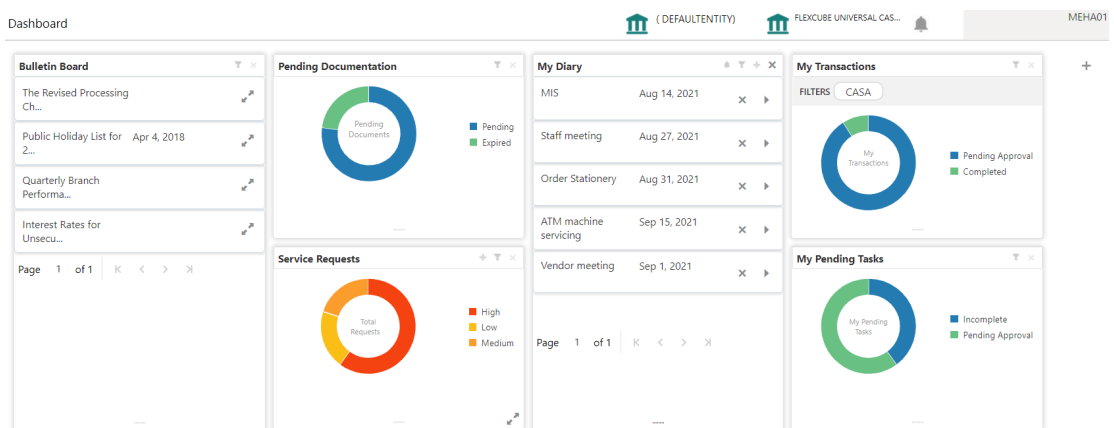 Dashboard
( DEFAULTENTITY)
FLEXCUBE UNIVERSAL CAS...
MEHA01
Bulletin Board
The Revised Processing
Ch...
Public Holiday List for Apr 4, 2018
2...
Quarterly Branch
Performa...
Interest Rates for
Unsecu...
Page 1 of 1
Pending Documentation
Pending
Documents
Pending
Expired
Service Requests
Total
Requests
High
Low
Medium
My Diary
MIS Aug 14, 2021
Staff meeting Aug 27, 2021
Order Stationery Aug 31, 2021
ATM machine Sep 15, 2021
servicing
Vendor meeting Sep 1, 2021
Page 1 of 1
My Transactions
FILTERS CASA
My
Transactions
Pending Approval
Completed
My Pending Tasks
My Pending
Tasks
Incomplete
Pending Approval